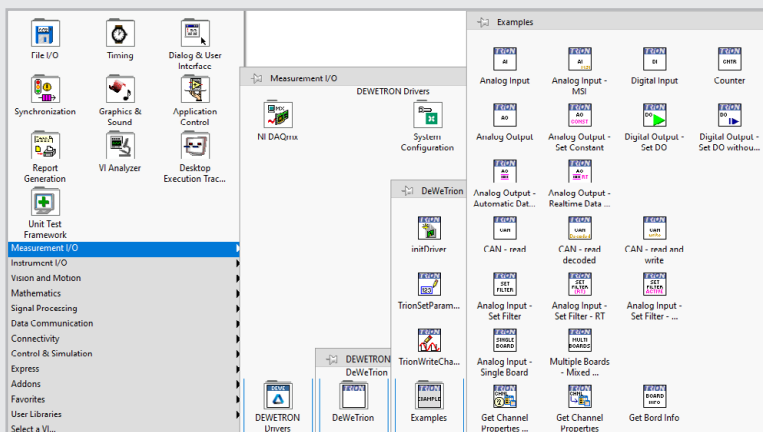 File I/O
Timing
Dialog & User
Interface
Synchronization
Graphics &
Sound
Application
Control
Report
Generation
VI Analyzer
Desktop
Execution Trac...
Unit Test
Framework
Measurement I/O
Instrument I/O
Vision and Motion
Mathematics
Signal Processing
Data Communication
Connectivity
Control & Simulation
Express
Addons
Favorites
User Libraries
Select a VI...
Measurement I/O
DEWETRON Drivers
NI DAQmx
System
Configuration
DEWETRON
DeWeTrion
DEWETRON
Drivers
DeWeTrion
Examples
DeWeTrion
initDriver
TrionSetParam...
TrionWriteCha...
Examples
Analog Input
Analog Input -
MSI
Digital Input
Counter
Analog Output
Analog Output -
Set Constant
Digital Output -
Set DO
Digital Output -
Set DO withou...
Analog Output -
Automatic Dat...
Analog Output -
Realtime Data ...
CAN - read
CAN - read
decoded
CAN - read and
write
Analog Input -
Set Filter
Analog Input -
Set Filter - RT
Analog Input -
Set Filter - ...
Analog Input -
Single Board
Multiple Boards
- Mixed ...
Get Channel
Properties ...
Get Channel
Properties
Get Bord Info